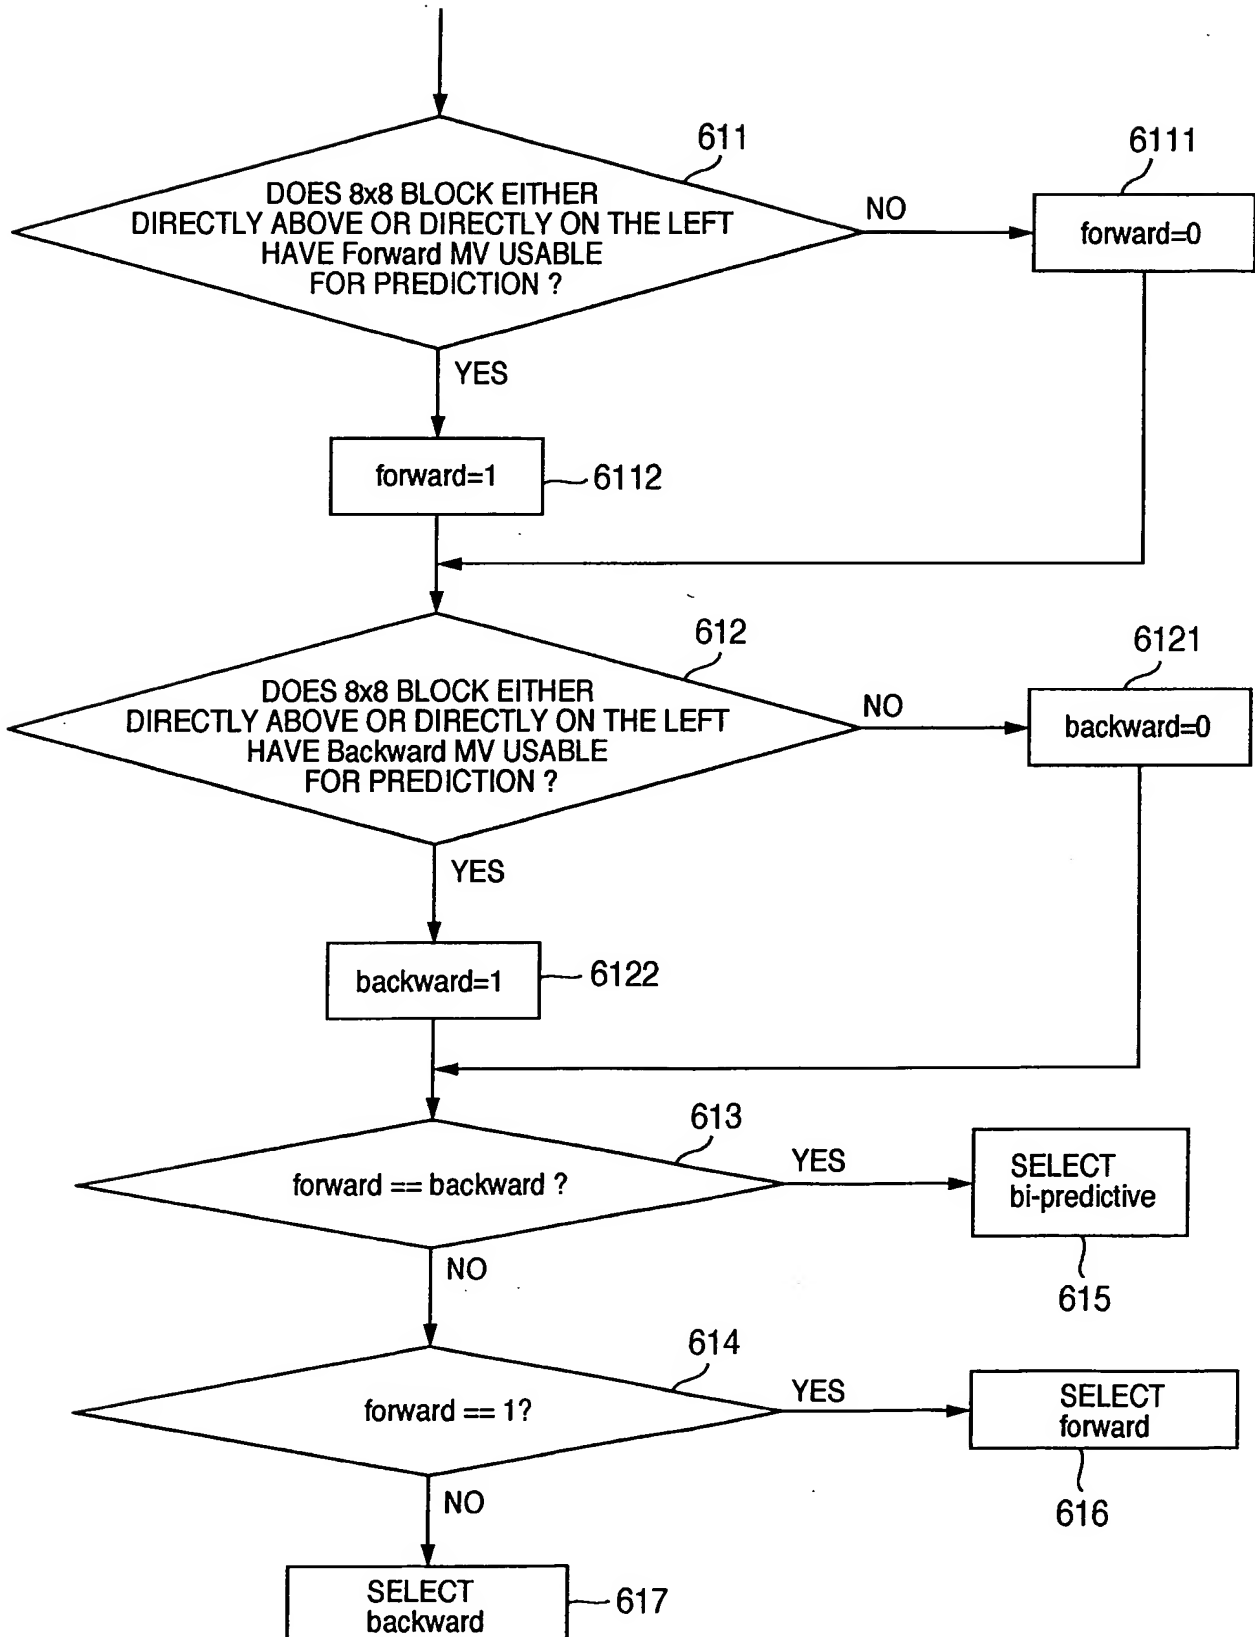 611
6111
DOES 8x8 BLOCK EITHER
DIRECTLY ABOVE OR DIRECTLY ON THE LEFT
HAVE Forward MV USABLE
FOR PREDICTION ?
NO
forward=0
YES
forward=1
6112
612
6121
DOES 8x8 BLOCK EITHER
DIRECTLY ABOVE OR DIRECTLY ON THE LEFT
HAVE Backward MV USABLE
FOR PREDICTION ?
NO
backward=0
YES
backward=1
6122
613
forward == backward ?
YES
SELECT
bi-predictive
615
NO
614
forward == 1?
YES
SELECT
forward
616
NO
SELECT
backward
617